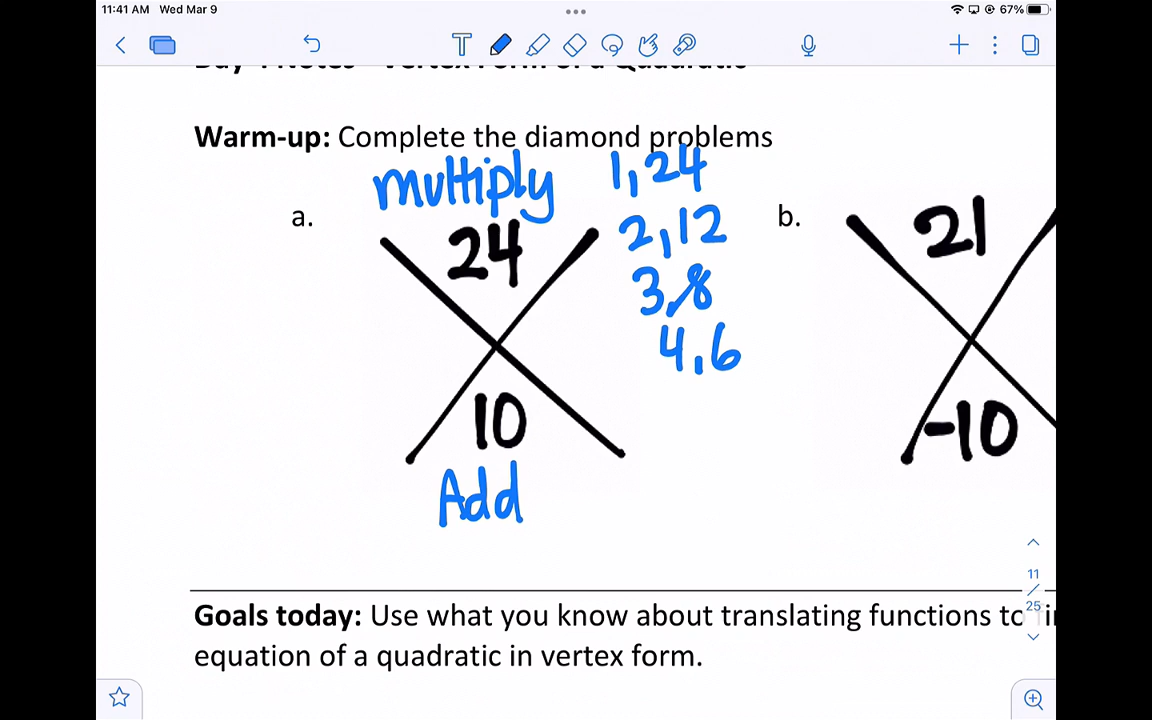 11:41 AM Wed Mar 9
67%
Warm-up: Complete the diamond problems
multiply
1,24
a.
24
2,12
b.
21
3,8
4,6
10
-10
Add
11
25
Goals today: Use what you know about translating functions to
equation of a quadratic in vertex form.